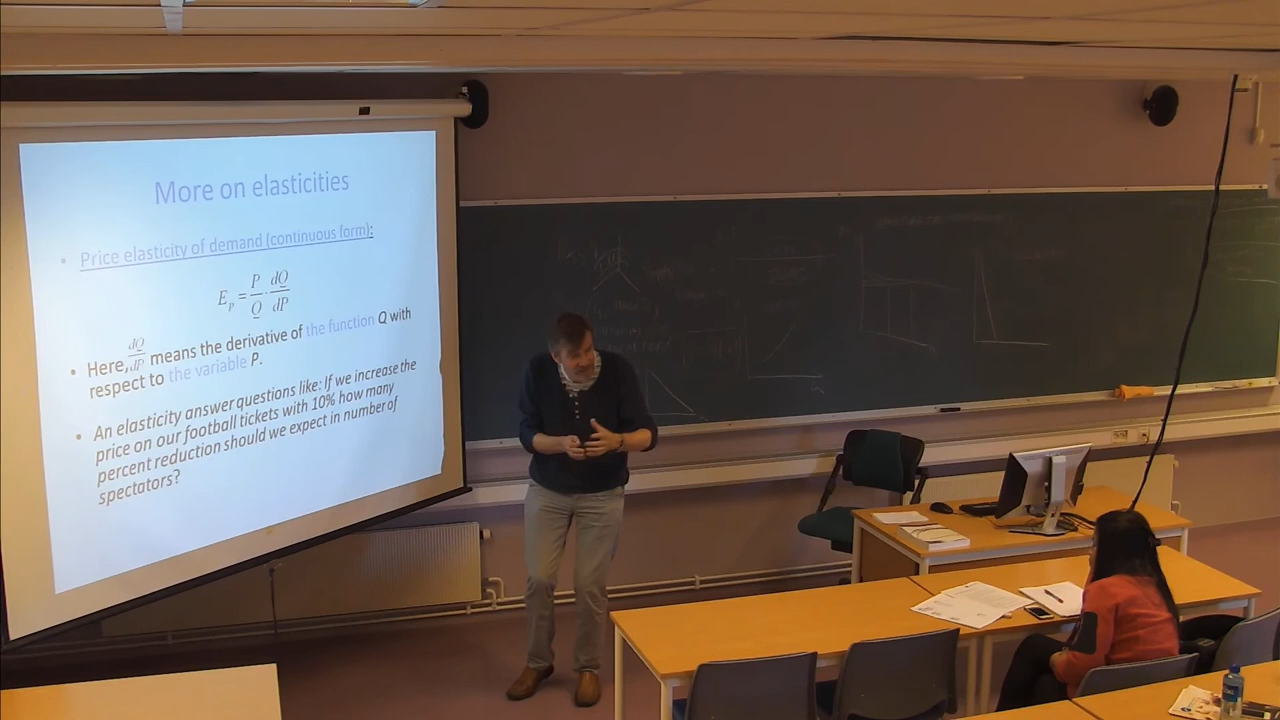 More on elasticities
• Price elasticity of demand (continuous form):
E_P = P/Q · dQ/dP
• Here, dQ/dP means the derivative of the function Q with
respect to the variable P.
• An elasticity answer questions like: If we increase the
price on our football tickets with 10% how many
percent reduction should we expect in number of
spectators?